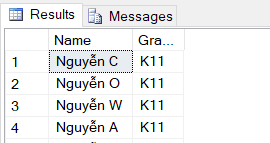 Results Messages
Name Gra...
1 Nguyễn C K11
2 Nguyễn O K11
3 Nguyễn W K11
4 Nguyễn A K11